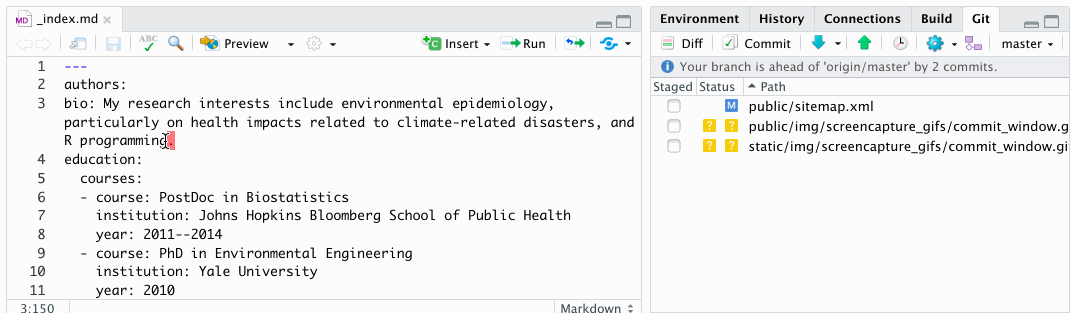 _index.md
ABC
Preview
Insert
Run
1 ---
2 authors:
3 bio: My research interests include environmental epidemiology,
particularly on health impacts related to climate-related disasters, and
R programming.
4 education:
5 courses:
6 - course: PostDoc in Biostatistics
7 institution: Johns Hopkins Bloomberg School of Public Health
8 year: 2011--2014
9 - course: PhD in Environmental Engineering
10 institution: Yale University
11 year: 2010
3:150
Markdown
Environment History Connections Build Git
Diff Commit master
Your branch is ahead of 'origin/master' by 2 commits.
Staged Status Path
M public/sitemap.xml
? ? public/img/screencapture_gifs/commit_window.g
? ? static/img/screencapture_gifs/commit_window.gi